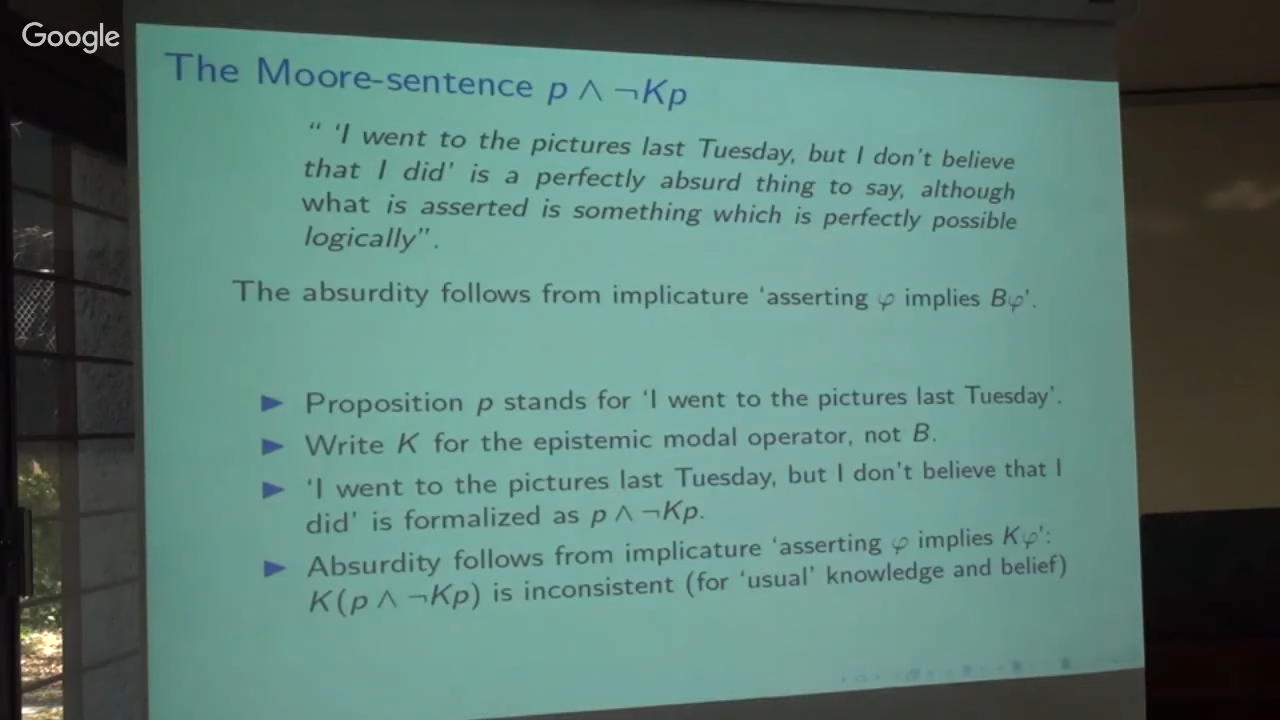 Google
The Moore-sentence p ∧ ¬Kp
“ ‘I went to the pictures last Tuesday, but I don’t believe
that I did’ is a perfectly absurd thing to say, although
what is asserted is something which is perfectly possible
logically”.
The absurdity follows from implicature ‘asserting φ implies Bφ’.
▶ Proposition p stands for ‘I went to the pictures last Tuesday’.
▶ Write K for the epistemic modal operator, not B.
▶ ‘I went to the pictures last Tuesday, but I don’t believe that I
did’ is formalized as p ∧ ¬Kp.
▶ Absurdity follows from implicature ‘asserting φ implies Kφ’:
K(p ∧ ¬Kp) is inconsistent (for ‘usual’ knowledge and belief)